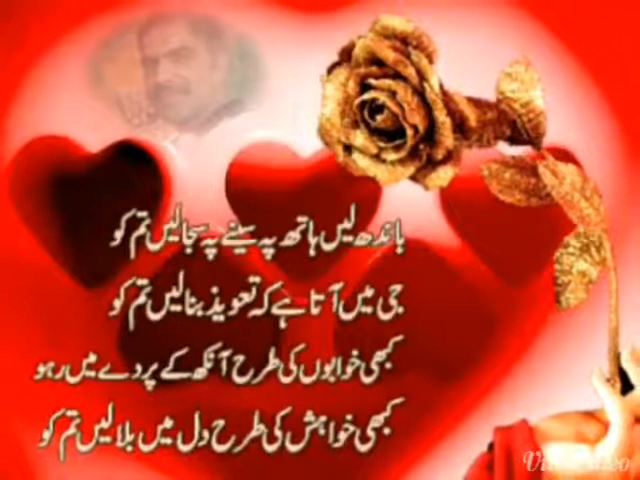 باندھ لیں ہاتھ پہ سینے پہ سجا لیں تم کو
جی میں آتا ہے کہ تعویذ بنا لیں تم کو
کبھی خوابوں کی طرح آنکھ کے پردے میں رہو
کبھی خواہش کی طرح دل میں بلا لیں تم کو